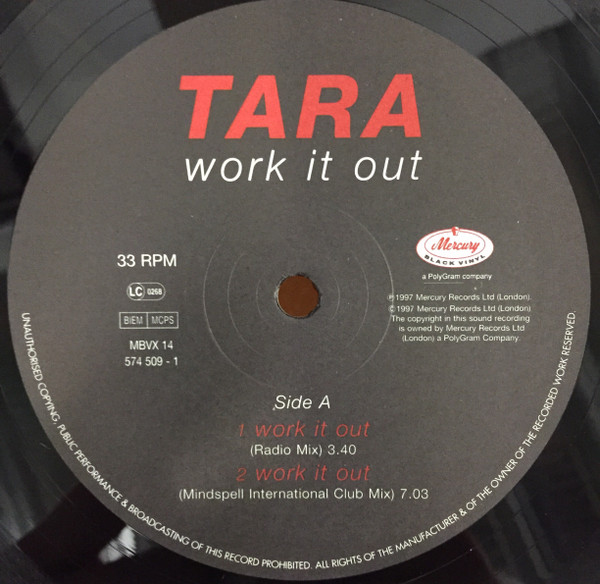 TARA
work it out
33 RPM
LC 0268
BIEM MCPS
MBVX 14
574 509 - 1
Mercury
BLACK VINYL
a PolyGram company
℗1997 Mercury Records Ltd (London)
©1997 Mercury Records Ltd (London)
The copyright in this sound recording
is owned by Mercury Records Ltd
(London) a PolyGram Company.
Side A
1 work it out
(Radio Mix) 3.40
2 work it out
(Mindspell International Club Mix) 7.03
UNAUTHORISED COPYING, PUBLIC PERFORMANCE & BROADCASTING OF THIS RECORD PROHIBITED. ALL RIGHTS OF THE MANUFACTURER & OF THE OWNER OF THE RECORDED WORK RESERVED.